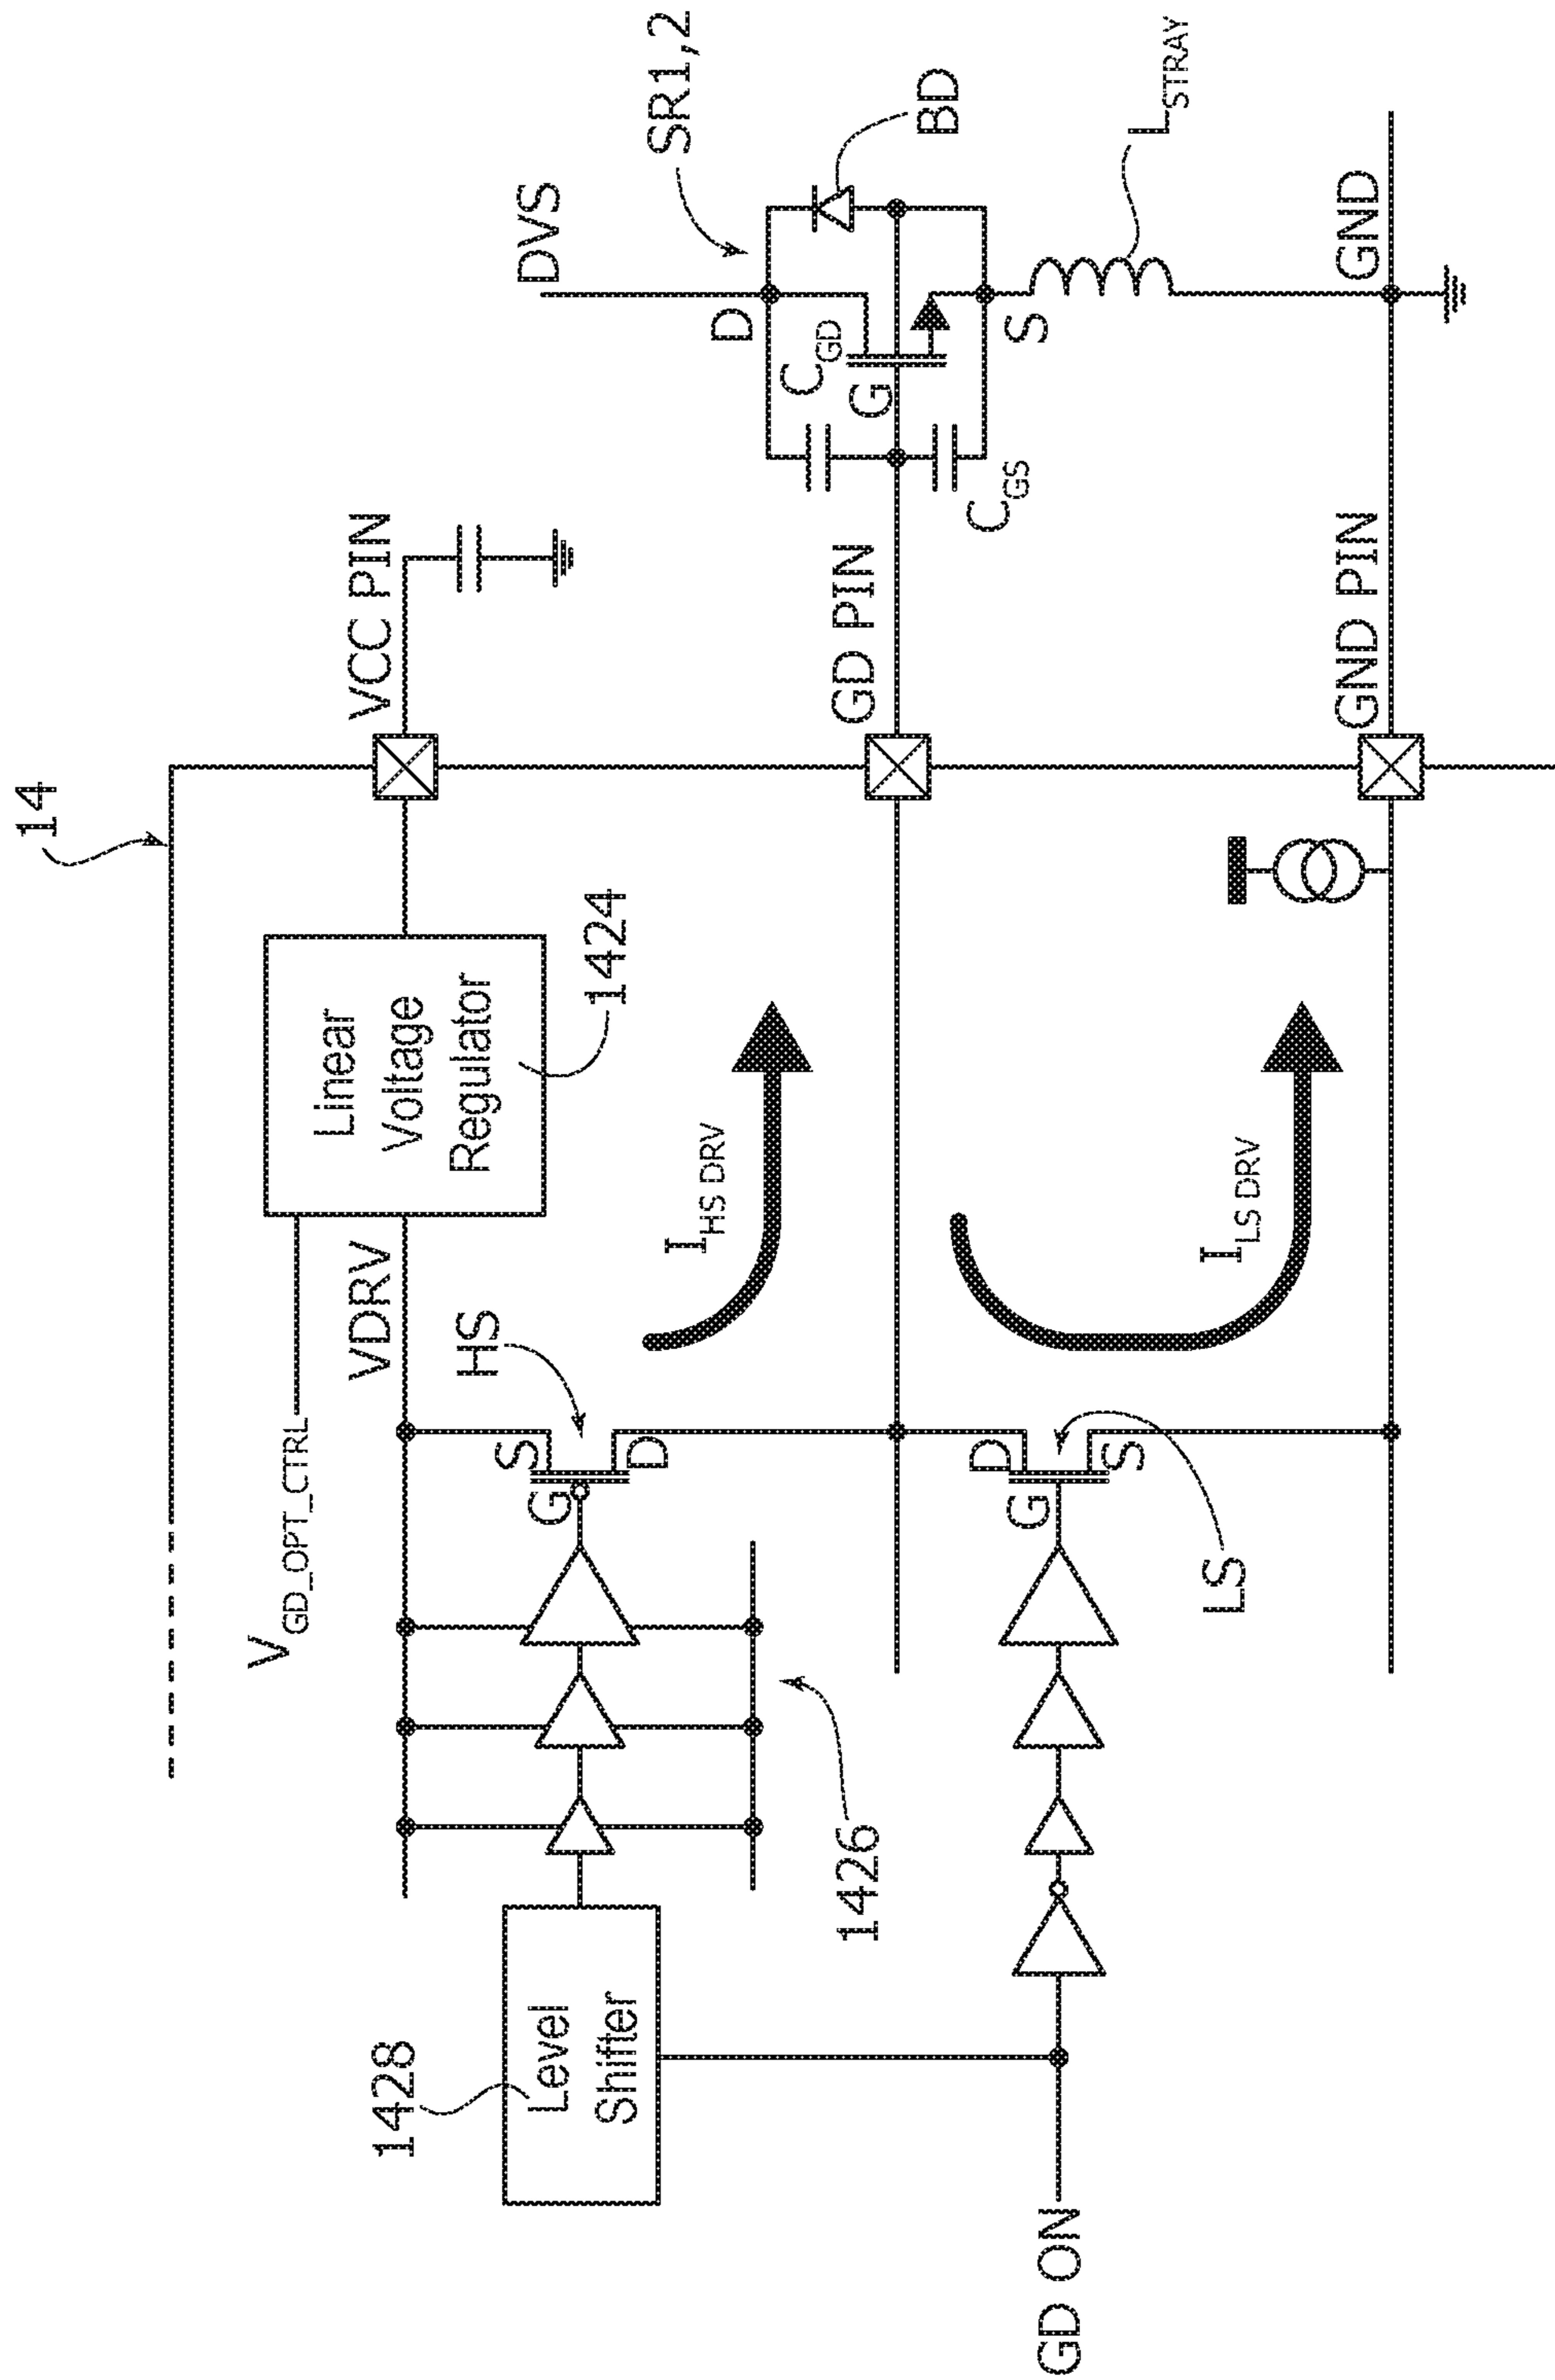 14
V_GD_OPT_CTRL
VDRV
Linear
Voltage
Regulator
1424
VCC PIN
DVS
SR1,2
1428
Level
Shifter
1426
HS
S
G
D
I_HS DRV
GD PIN
D
C_GD
G
C_GS
S
BD
L_STRAY
GD ON
D
G
S
LS
I_LS DRV
GND PIN
GND